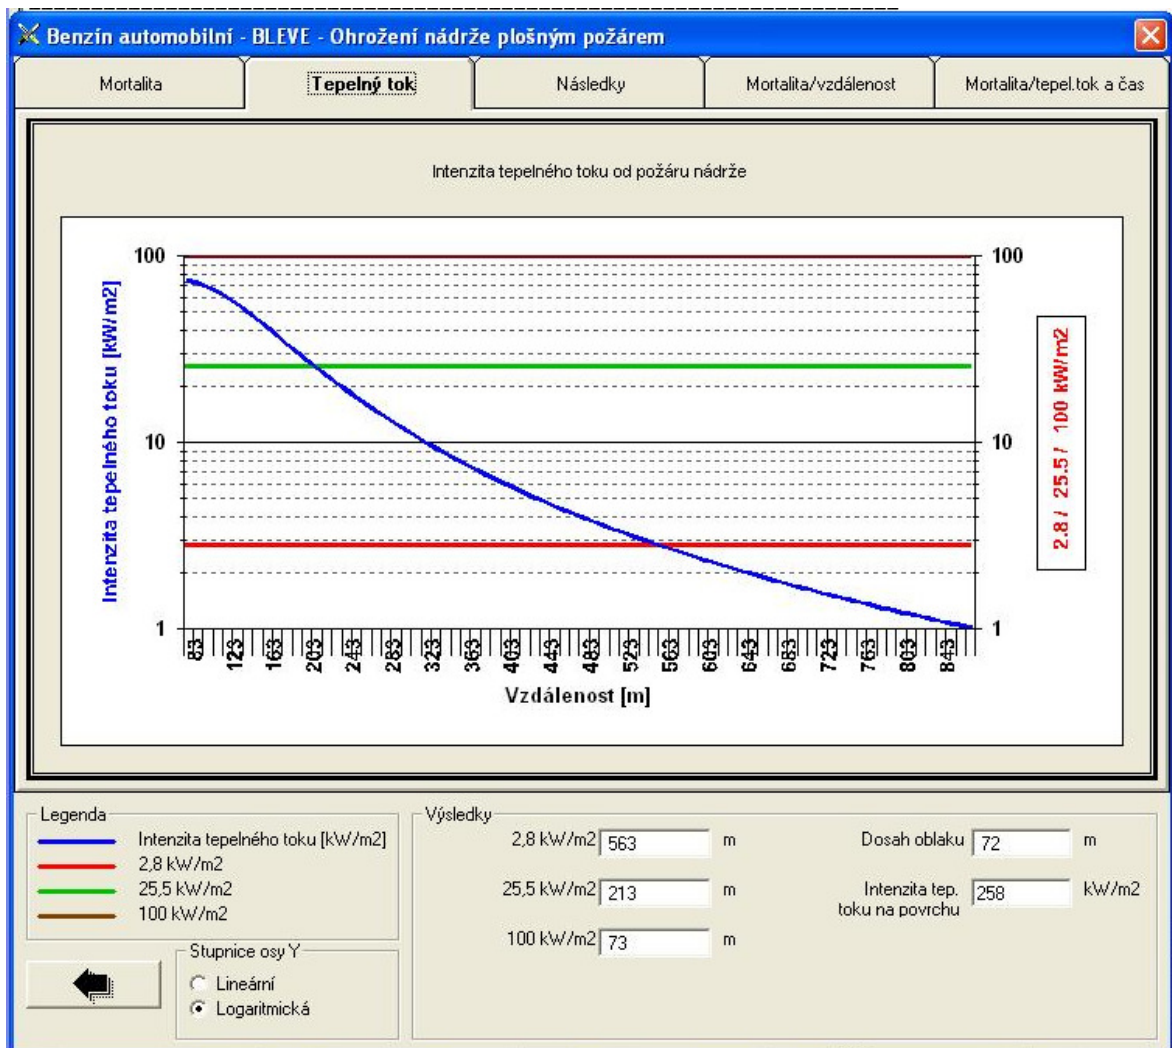 Benzín automobilní - BLEVE - Ohrožení nádrže plošným požárem
Mortalita
Tepelný tok
Následky
Mortalita/vzdálenost
Mortalita/tepel.tok a čas
Intenzita tepelného toku od požáru nádrže
Intenzita tepelného toku [kW/m2]
100
10
1
100
10
1
2.8 / 25.5 / 100 kW/m2
83 123 163 203 243 283 323 363 403 443 483 523 563 603 643 683 723 763 803 843
Vzdálenost [m]
Legenda
Intenzita tepelného toku [kW/m2]
2,8 kW/m2
25,5 kW/m2
100 kW/m2
Stupnice osy Y
Lineární
Logaritmická
Výsledky
2,8 kW/m2 563 m
25,5 kW/m2 213 m
100 kW/m2 73 m
Dosah oblaku 72 m
Intenzita tep.
toku na povrchu 258 kW/m2